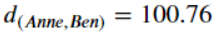 d(Anne,Ben) = 100.76